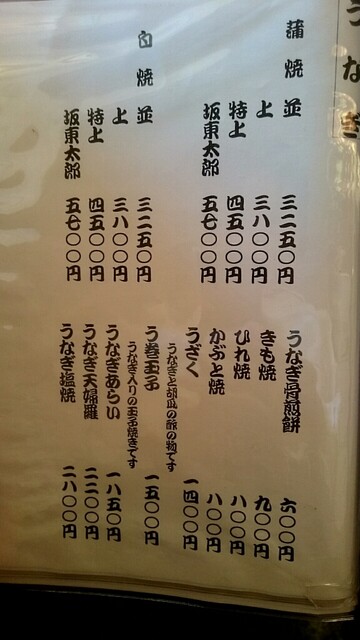 うなぎ
蒲焼 並 三二五〇円
上 三八〇〇円
特上 四五〇〇円
坂東太郎 五七〇〇円
白焼 並 三二五〇円
上 三八〇〇円
特上 四五〇〇円
坂東太郎 五七〇〇円
うなぎ骨煎餅 六〇〇円
きも焼 九〇〇円
ひれ焼 八〇〇円
かぶと焼 八〇〇円
うざく 一四〇〇円
うなぎと胡瓜の酢の物です
う巻玉子 一五〇〇円
うなぎ入りの玉子焼きです
うなぎあらい 一八五〇円
うなぎ天婦羅 二二〇〇円
うなぎ塩焼 二八〇〇円